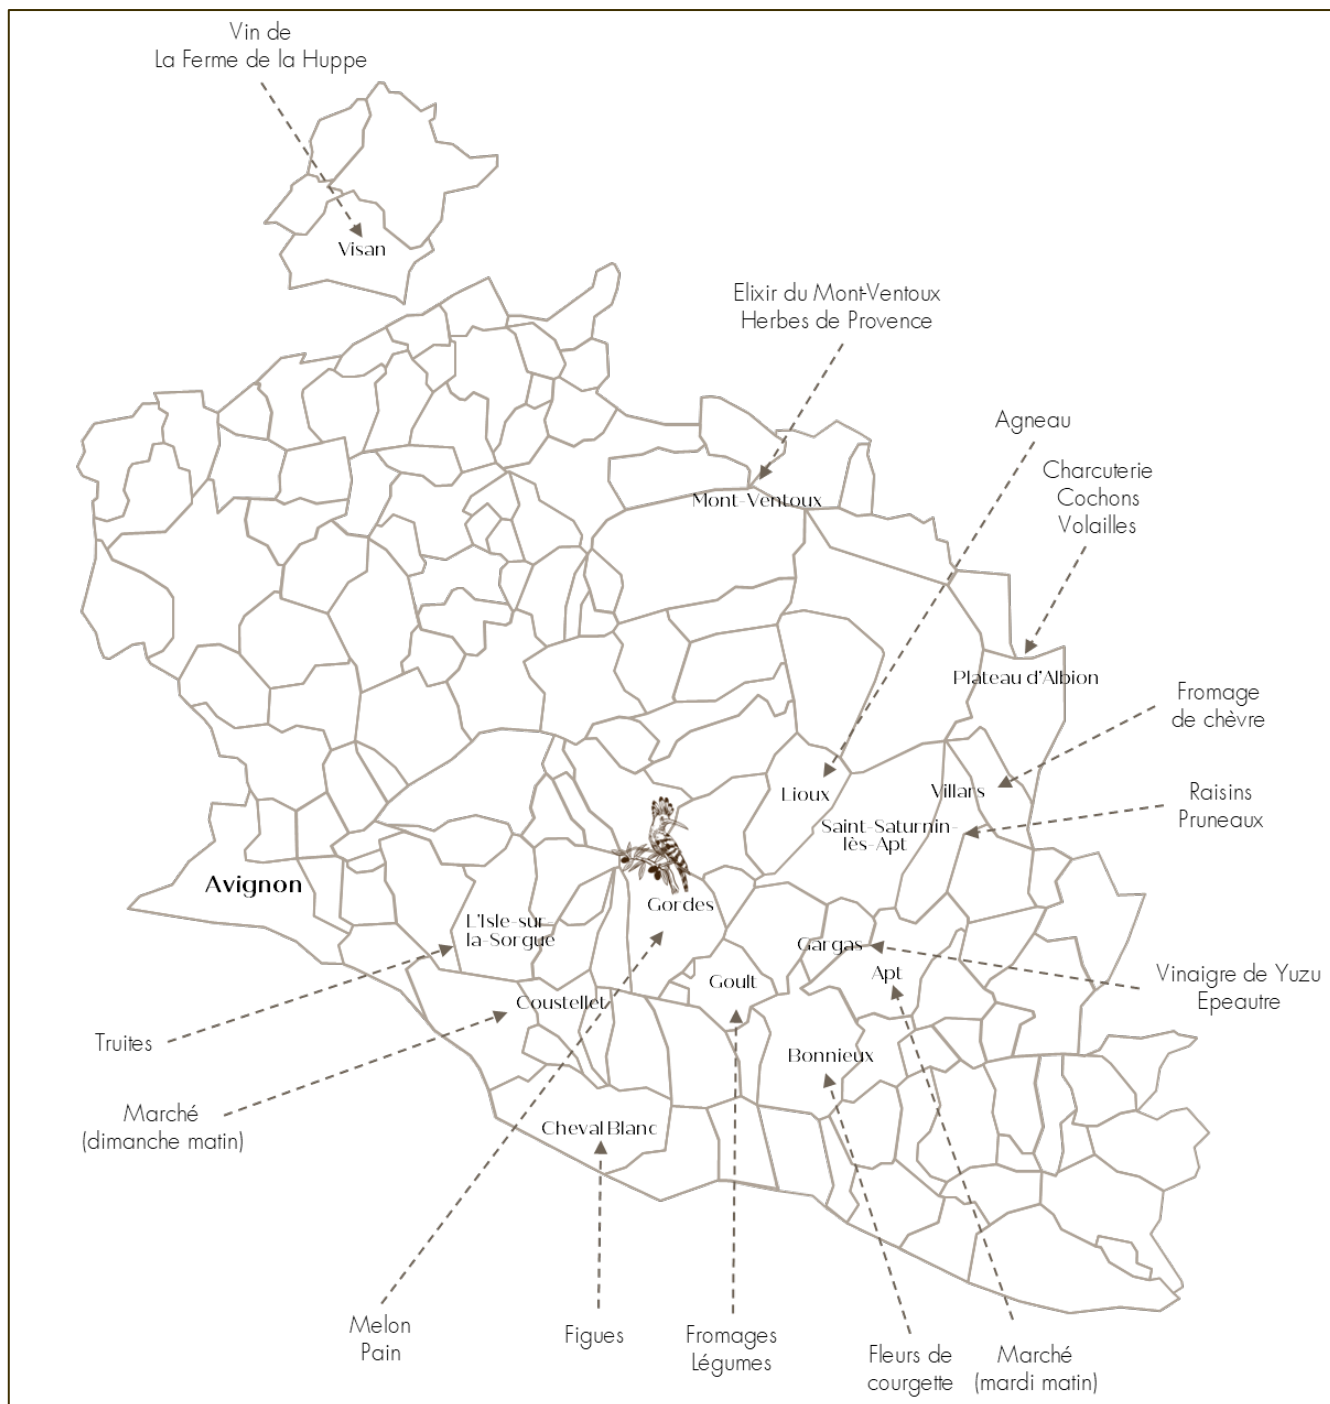 Vin de
La Ferme de la Huppe
Visan
Elixir du Mont-Ventoux
Herbes de Provence
Agneau
Charcuterie
Cochons
Volailles
Mont-Ventoux
Plateau d'Albion
Fromage
de chèvre
Lioux
Villars
Raisins
Pruneaux
Saint-Saturnin-
lès-Apt
Avignon
Gordes
L'Isle-sur-
la-Sorgue
Gargas
Apt
Goult
Vinaigre de Yuzu
Epeautre
Coustellet
Truites
Bonnieux
Marché
(dimanche matin)
Cheval Blanc
Melon
Pain
Figues
Fromages
Légumes
Fleurs de
courgette
Marché
(mardi matin)